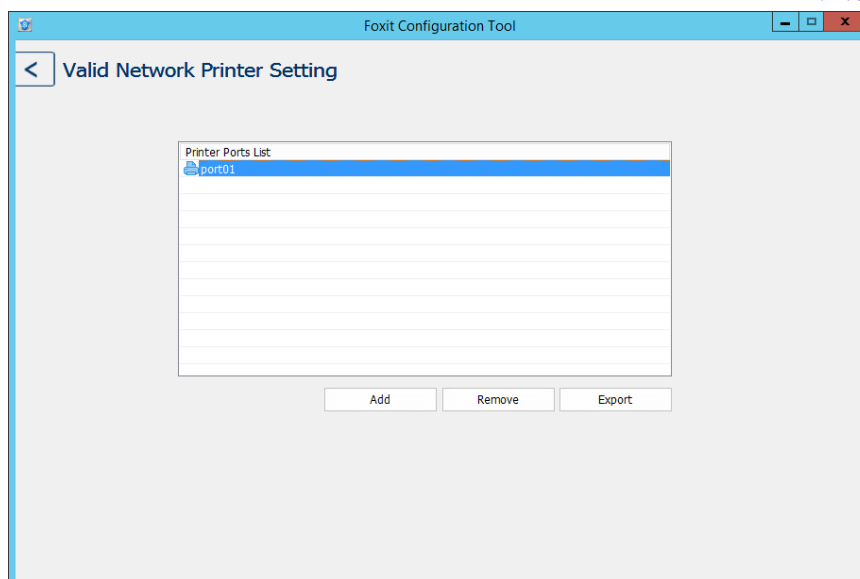 Foxit Configuration Tool
Valid Network Printer Setting
Printer Ports List
port01
Add Remove Export